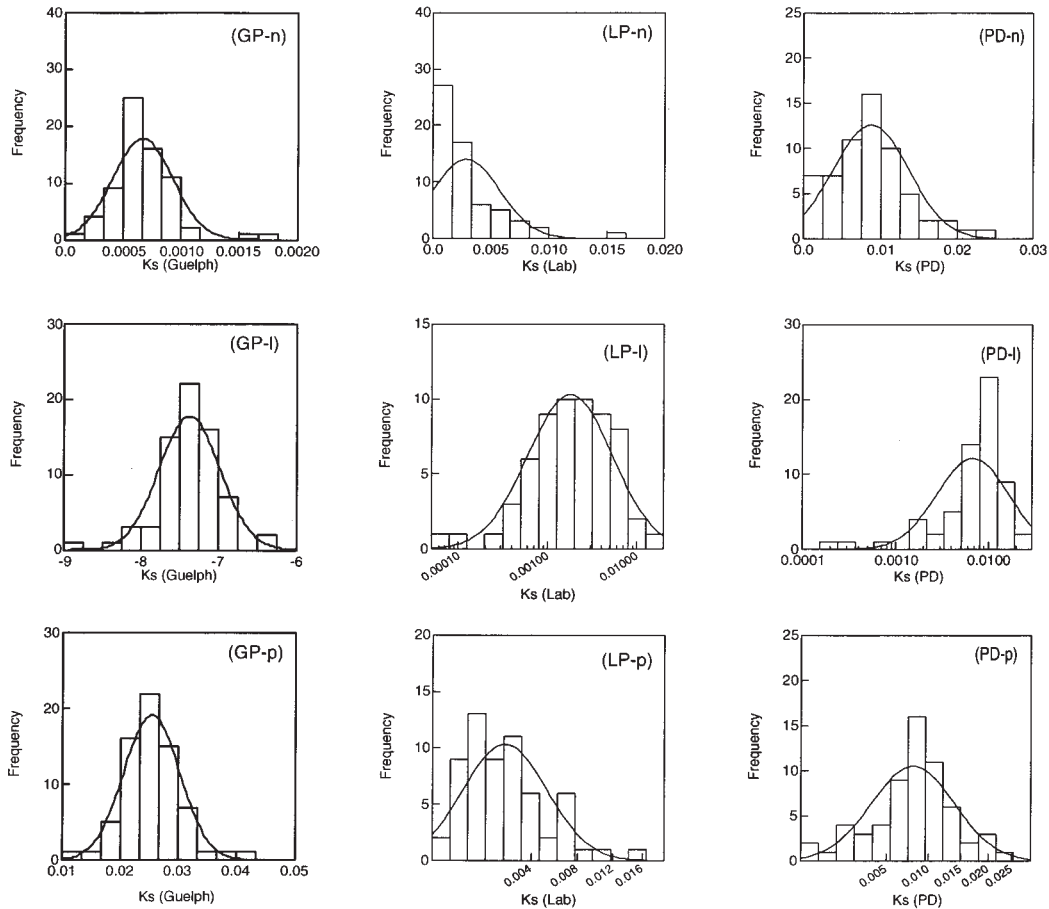 (GP-n)
Frequency
40
30
20
10
0
0.0 0.0005 0.0010 0.0015 0.0020
Ks (Guelph)
(LP-n)
Frequency
40
30
20
10
0
0.0 0.005 0.010 0.015 0.020
Ks (Lab)
(PD-n)
Frequency
25
20
15
10
5
0
0.0 0.01 0.02 0.03
Ks (PD)
(GP-l)
Frequency
30
20
10
0
-9 -8 -7 -6
Ks (Guelph)
(LP-l)
Frequency
15
10
5
0
0.00010 0.00100 0.01000
Ks (Lab)
(PD-l)
Frequency
30
20
10
0
0.0001 0.0010 0.0100
Ks (PD)
(GP-p)
Frequency
30
20
10
0
0.01 0.02 0.03 0.04 0.05
Ks (Guelph)
(LP-p)
Frequency
20
15
10
5
0
0.004 0.008 0.012 0.016
Ks (Lab)
(PD-p)
Frequency
25
20
15
10
5
0
0.005 0.010 0.015 0.020 0.025
Ks (PD)